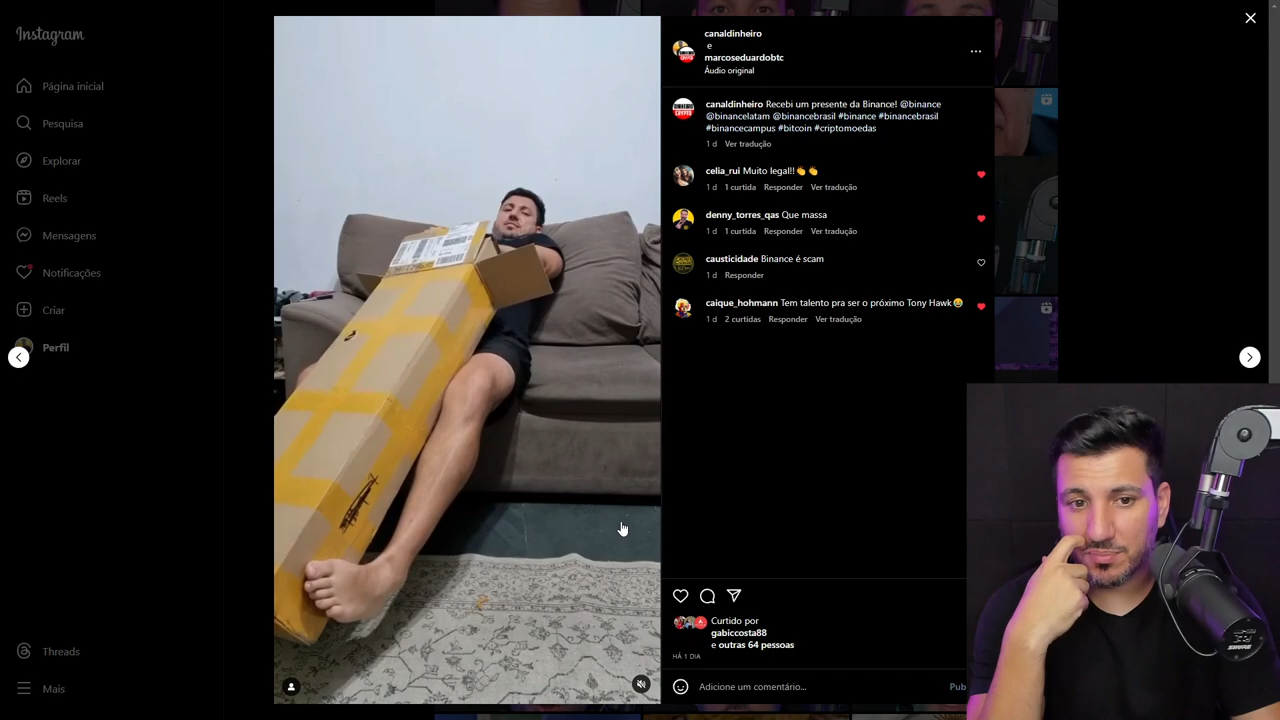 Instagram
Página inicial
Pesquisa
Explorar
Reels
Mensagens
Notificações
Criar
Perfil
Threads
Mais
canaldinheiro
e
marcoseduardobtc
Áudio original
canaldinheiro Recebi um presente da Binance! @binance
@binancelatam @binancebrasil #binance #binancebrasil
#binancecampus #bitcoin #criptomoedas
1 d Ver tradução
celia_rui Muito legal!!👏👏
1 d 1 curtida Responder Ver tradução
denny_torres_qas Que massa
1 d 1 curtida Responder Ver tradução
causticidade Binance é scam
1 d Responder
caique_hohmann Tem talento pra ser o próximo Tony Hawk😂
1 d 2 curtidas Responder Ver tradução
Curtido por
gabiccosta88
e outras 64 pessoas
HÁ 1 DIA
Adicione um comentário...
Pub
SHURE